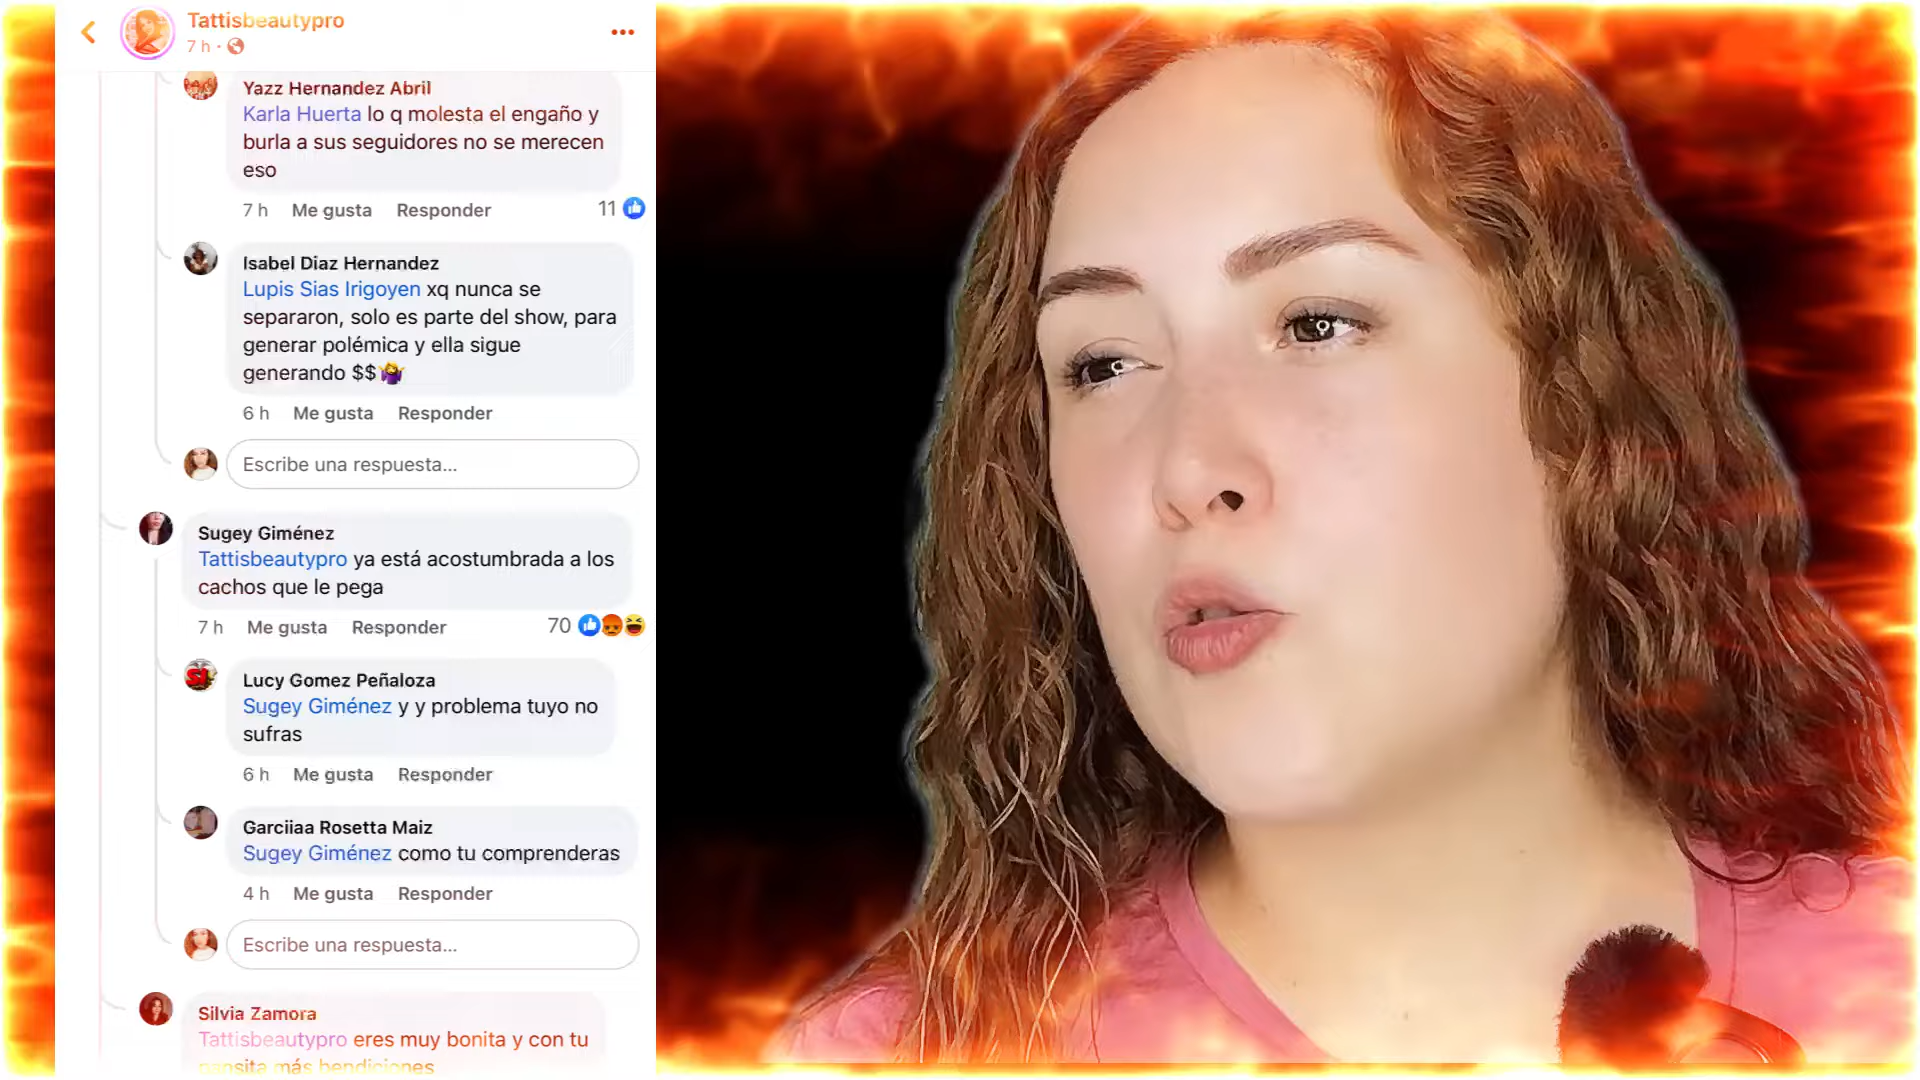 Tattisbeautypro
7 h ·
Yazz Hernandez Abril
Karla Huerta lo q molesta el engaño y
burla a sus seguidores no se merecen
eso
7 h Me gusta Responder 11
Isabel Diaz Hernandez
Lupis Sias Irigoyen xq nunca se
separaron, solo es parte del show, para
generar polémica y ella sigue
generando $$🤷‍♀️
6 h Me gusta Responder
Escribe una respuesta...
Sugey Giménez
Tattisbeautypro ya está acostumbrada a los
cachos que le pega
7 h Me gusta Responder 70
SI
Lucy Gomez Peñaloza
Sugey Giménez y y problema tuyo no
sufras
6 h Me gusta Responder
Garciiaa Rosetta Maiz
Sugey Giménez como tu comprenderas
4 h Me gusta Responder
Escribe una respuesta...
Silvia Zamora
Tattisbeautypro eres muy bonita y con tu
pansita más bendiciones